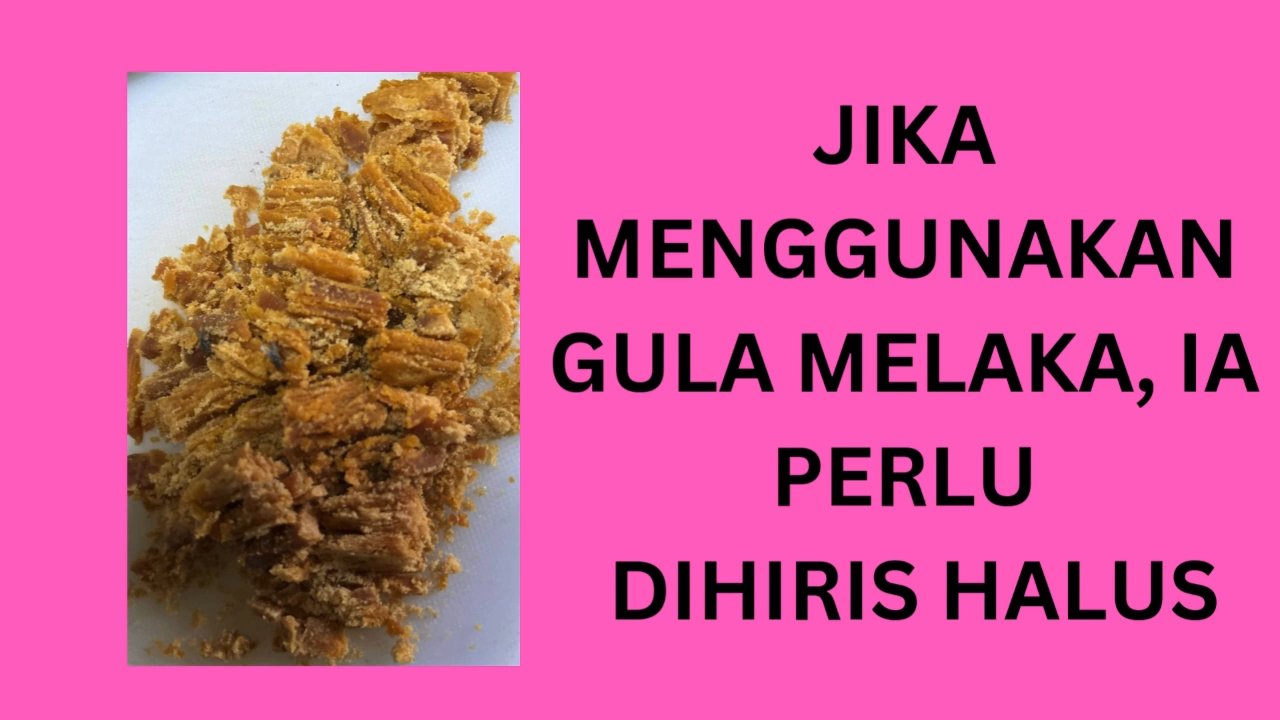 JIKA
MENGGUNAKAN
GULA MELAKA, IA
PERLU
DIHIRIS HALUS